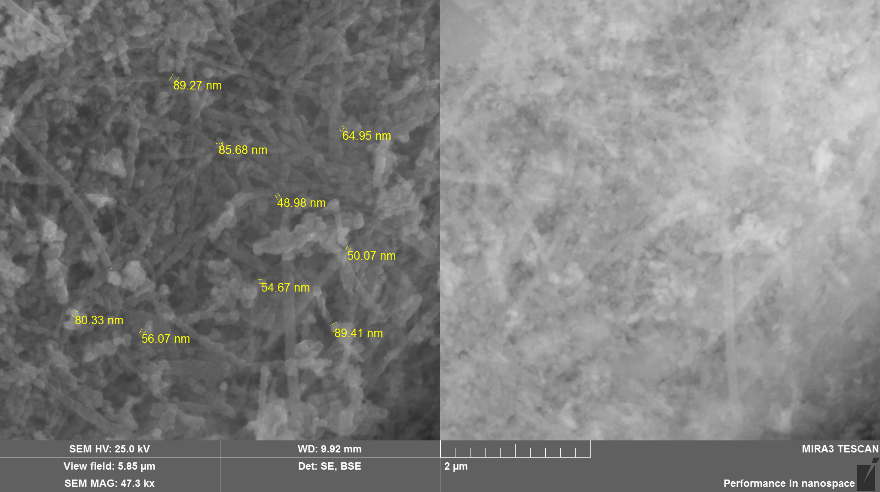 89.27 nm
64.95 nm
85.68 nm
48.98 nm
50.07 nm
54.67 nm
80.33 nm
89.41 nm
56.07 nm
SEM HV: 25.0 kV
WD: 9.92 mm
MIRA3 TESCAN
View field: 5.85 µm
Det: SE, BSE
2 µm
SEM MAG: 47.3 kx
Performance in nanospace